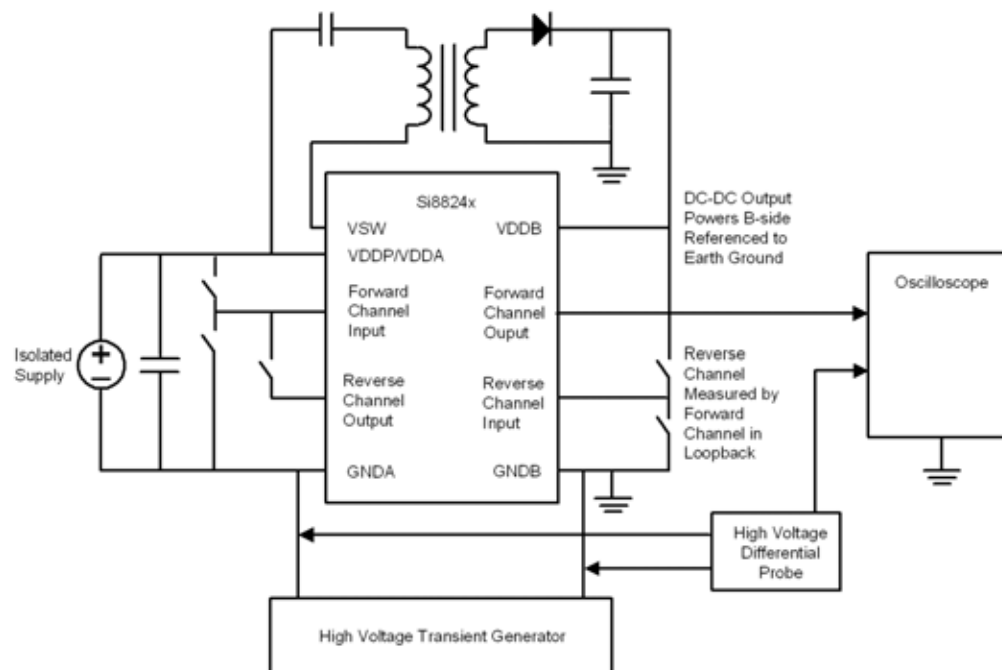 Si8824x
VSW
VDDB
VDDP/VDDA
Forward
Channel
Input
Forward
Channel
Ouput
Reverse
Channel
Output
Reverse
Channel
Input
GNDA
GNDB
Isolated
Supply
DC-DC Output
Powers B-side
Referenced to
Earth Ground
Reverse
Channel
Measured by
Forward
Channel in
Loopback
Oscilloscope
High Voltage
Differential
Probe
High Voltage Transient Generator